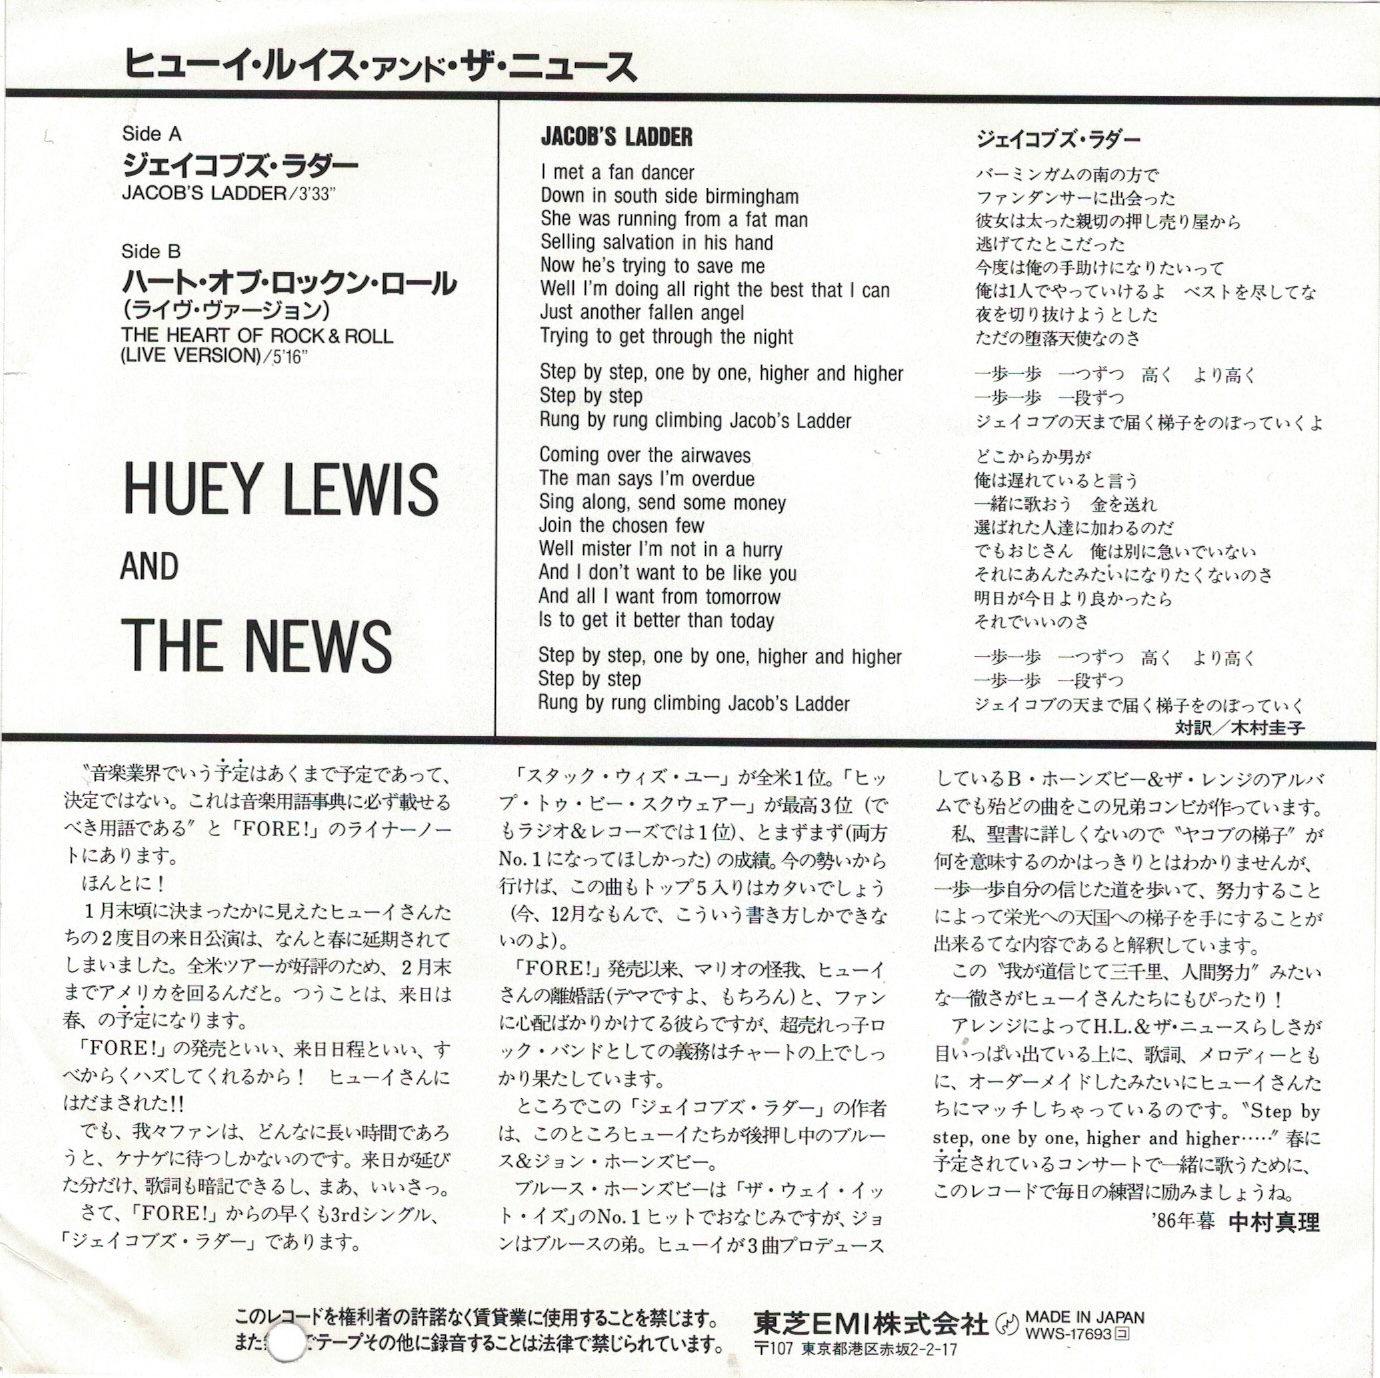 ヒューイ・ルイス・アンド・ザ・ニュース
Side A
ジェイコブズ・ラダー
JACOB'S LADDER/3'33"
Side B
ハート・オブ・ロックン・ロール
(ライヴ・ヴァージョン)
THE HEART OF ROCK & ROLL
(LIVE VERSION)/5'16"
HUEY LEWIS
AND
THE NEWS
JACOB'S LADDER
I met a fan dancer
Down in south side birmingham
She was running from a fat man
Selling salvation in his hand
Now he's trying to save me
Well I'm doing all right the best that I can
Just another fallen angel
Trying to get through the night
Step by step, one by one, higher and higher
Step by step
Rung by rung climbing Jacob's Ladder
Coming over the airwaves
The man says I'm overdue
Sing along, send some money
Join the chosen few
Well mister I'm not in a hurry
And I don't want to be like you
And all I want from tomorrow
Is to get it better than today
Step by step, one by one, higher and higher
Step by step
Rung by rung climbing Jacob's Ladder
ジェイコブズ・ラダー
バーミンガムの南の方で
ファンダンサーに出会った
彼女は太った親切の押し売り屋から
逃げてたとこだった
今度は俺の手助けになりたいって
俺は1人でやっていけるよ　ベストを尽してな
夜を切り抜けようとした
ただの堕落天使なのさ
一歩一歩　一つずつ　高く　より高く
一歩一歩　一段ずつ
ジェイコブの天まで届く梯子をのぼっていくよ
どこからか男が
俺は遅れていると言う
一緒に歌おう　金を送れ
選ばれた人達に加わるのだ
でもおじさん　俺は別に急いでいない
それにあんたみたいになりたくないのさ
明日が今日より良かったら
それでいいのさ
一歩一歩　一つずつ　高く　より高く
一歩一歩　一段ずつ
ジェイコブの天まで届く梯子をのぼっていく
対訳／木村圭子
〝音楽業界でいう予定はあくまで予定であって、
決定ではない。これは音楽用語事典に必ず載せる
べき用語である〞と「FORE!」のライナーノー
トにあります。
ほんとに！
１月末頃に決まったかに見えたヒューイさんた
ちの２度目の来日公演は、なんと春に延期されて
しまいました。全米ツアーが好評のため、２月末
までアメリカを回るんだと。つうことは、来日は
春、の予定になります。
「FORE!」の発売といい、来日日程といい、す
べからくハズしてくれるから！　ヒューイさんに
はだまされた!!
でも、我々ファンは、どんなに長い時間であろ
うと、ケナゲに待つしかないのです。来日が延び
た分だけ、歌詞も暗記できるし、まあ、いいさっ。
さて、「FORE!」からの早くも3rdシングル、
「ジェイコブズ・ラダー」であります。
「スタック・ウィズ・ユー」が全米１位。「ヒッ
プ・トゥ・ビー・スクウェアー」が最高３位（で
もラジオ&レコーズでは１位）、とまずまず（両方
No.１になってほしかった）の成績。今の勢いから
行けば、この曲もトップ５入りはカタいでしょう
（今、12月なもんで、こういう書き方しかできな
いのよ）。
「FORE!」発売以来、マリオの怪我、ヒューイ
さんの離婚話（デマですよ、もちろん）と、ファン
に心配ばかりかけてる彼らですが、超売れっ子ロ
ック・バンドとしての義務はチャートの上でしっ
かり果たしています。
ところでこの「ジェイコブズ・ラダー」の作者
は、このところヒューイたちが後押し中のブルー
ス&ジョン・ホーンズビー。
ブルース・ホーンズビーは「ザ・ウェイ・イッ
ト・イズ」のNo.１ヒットでおなじみですが、ジョ
ンはブルースの弟。ヒューイが３曲プロデュース
しているB・ホーンズビー&ザ・レンジのアルバ
ムでも殆どの曲をこの兄弟コンビが作っています。
私、聖書に詳しくないので〝ヤコブの梯子〞が
何を意味するのかはっきりとはわかりませんが、
一歩一歩自分の信じた道を歩いて、努力すること
によって栄光への天国への梯子を手にすることが
出来るてな内容であると解釈しています。
この〝我が道信じて三千里、人間努力〞みたい
な一徹さがヒューイさんたちにもぴったり！
アレンジによってH.L.&ザ・ニュースらしさが
目いっぱい出ている上に、歌詞、メロディーとも
に、オーダーメイドしたみたいにヒューイさんた
ちにマッチしちゃっているのです。〝Step by
step, one by one, higher and higher……〞春に
予定されているコンサートで一緒に歌うために、
このレコードで毎日の練習に励みましょうね。
'86年暮　中村真理
このレコードを権利者の許諾なく賃貸業に使用することを禁じます。
また でテープその他に録音することは法律で禁じられています。
東芝EMI株式会社
〒107 東京都港区赤坂2-2-17
MADE IN JAPAN
WWS-17693 コ